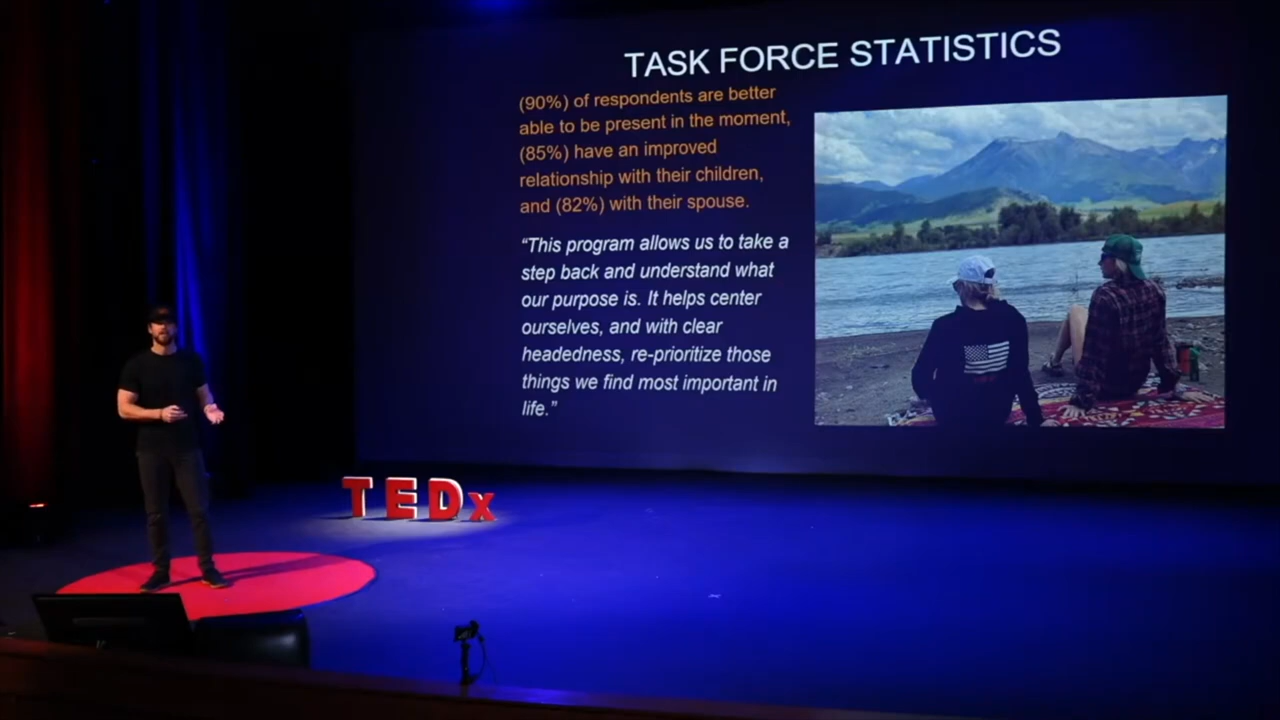 TASK FORCE STATISTICS
(90%) of respondents are better
able to be present in the moment,
(85%) have an improved
relationship with their children,
and (82%) with their spouse.
“This program allows us to take a
step back and understand what
our purpose is. It helps center
ourselves, and with clear
headedness, re-prioritize those
things we find most important in
life.”
TEDx